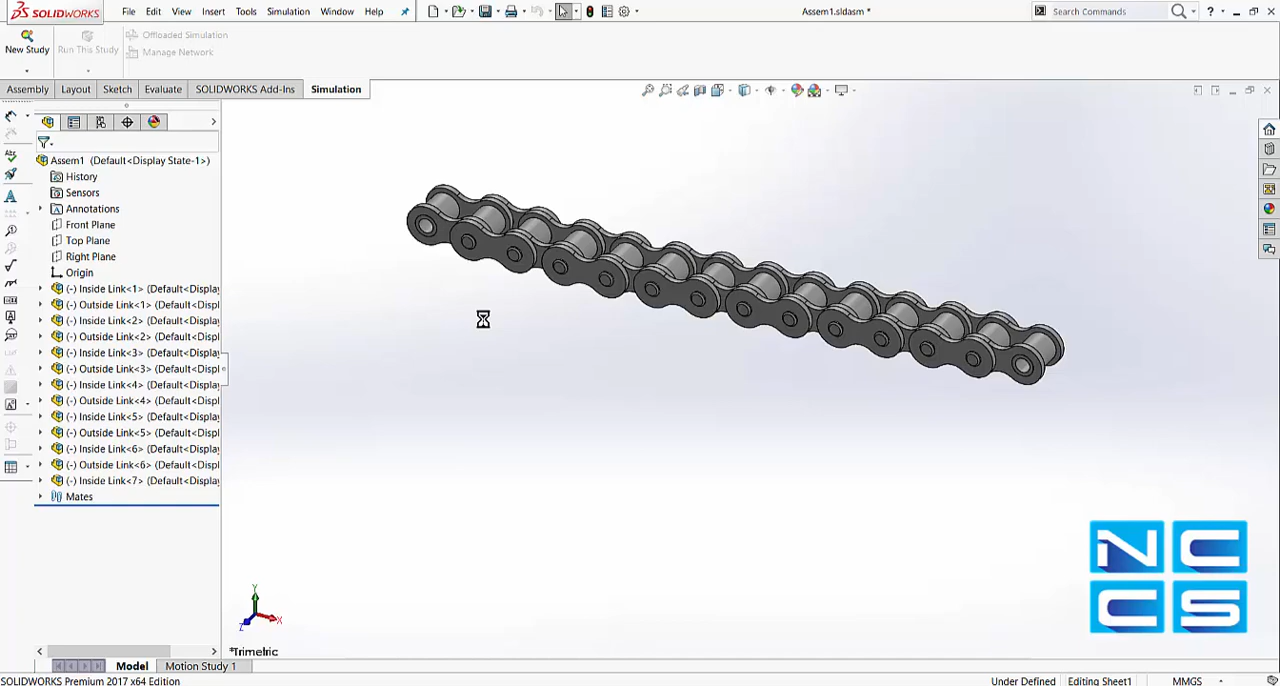 SOLIDWORKS File Edit View Insert Tools Simulation Window Help Assem1.sldasm * Search Commands ?
New Study Run This Study Offloaded Simulation
Manage Network
Assembly Layout Sketch Evaluate SOLIDWORKS Add-Ins Simulation
Assem1 (Default<Display State-1>)
History
Sensors
Annotations
Front Plane
Top Plane
Right Plane
Origin
(-) Inside Link<1> (Default<Display
(-) Outside Link<1> (Default<Displ
(-) Inside Link<2> (Default<Display
(-) Outside Link<2> (Default<Displ
(-) Inside Link<3> (Default<Display
(-) Outside Link<3> (Default<Displ
(-) Inside Link<4> (Default<Display
(-) Outside Link<4> (Default<Displ
(-) Inside Link<5> (Default<Display
(-) Outside Link<5> (Default<Displ
(-) Inside Link<6> (Default<Display
(-) Outside Link<6> (Default<Displ
(-) Inside Link<7> (Default<Display
Mates
NC
CS
Y
Z X
*Trimetric
Model Motion Study 1
SOLIDWORKS Premium 2017 x64 Edition Under Defined Editing Sheet1 MMGS